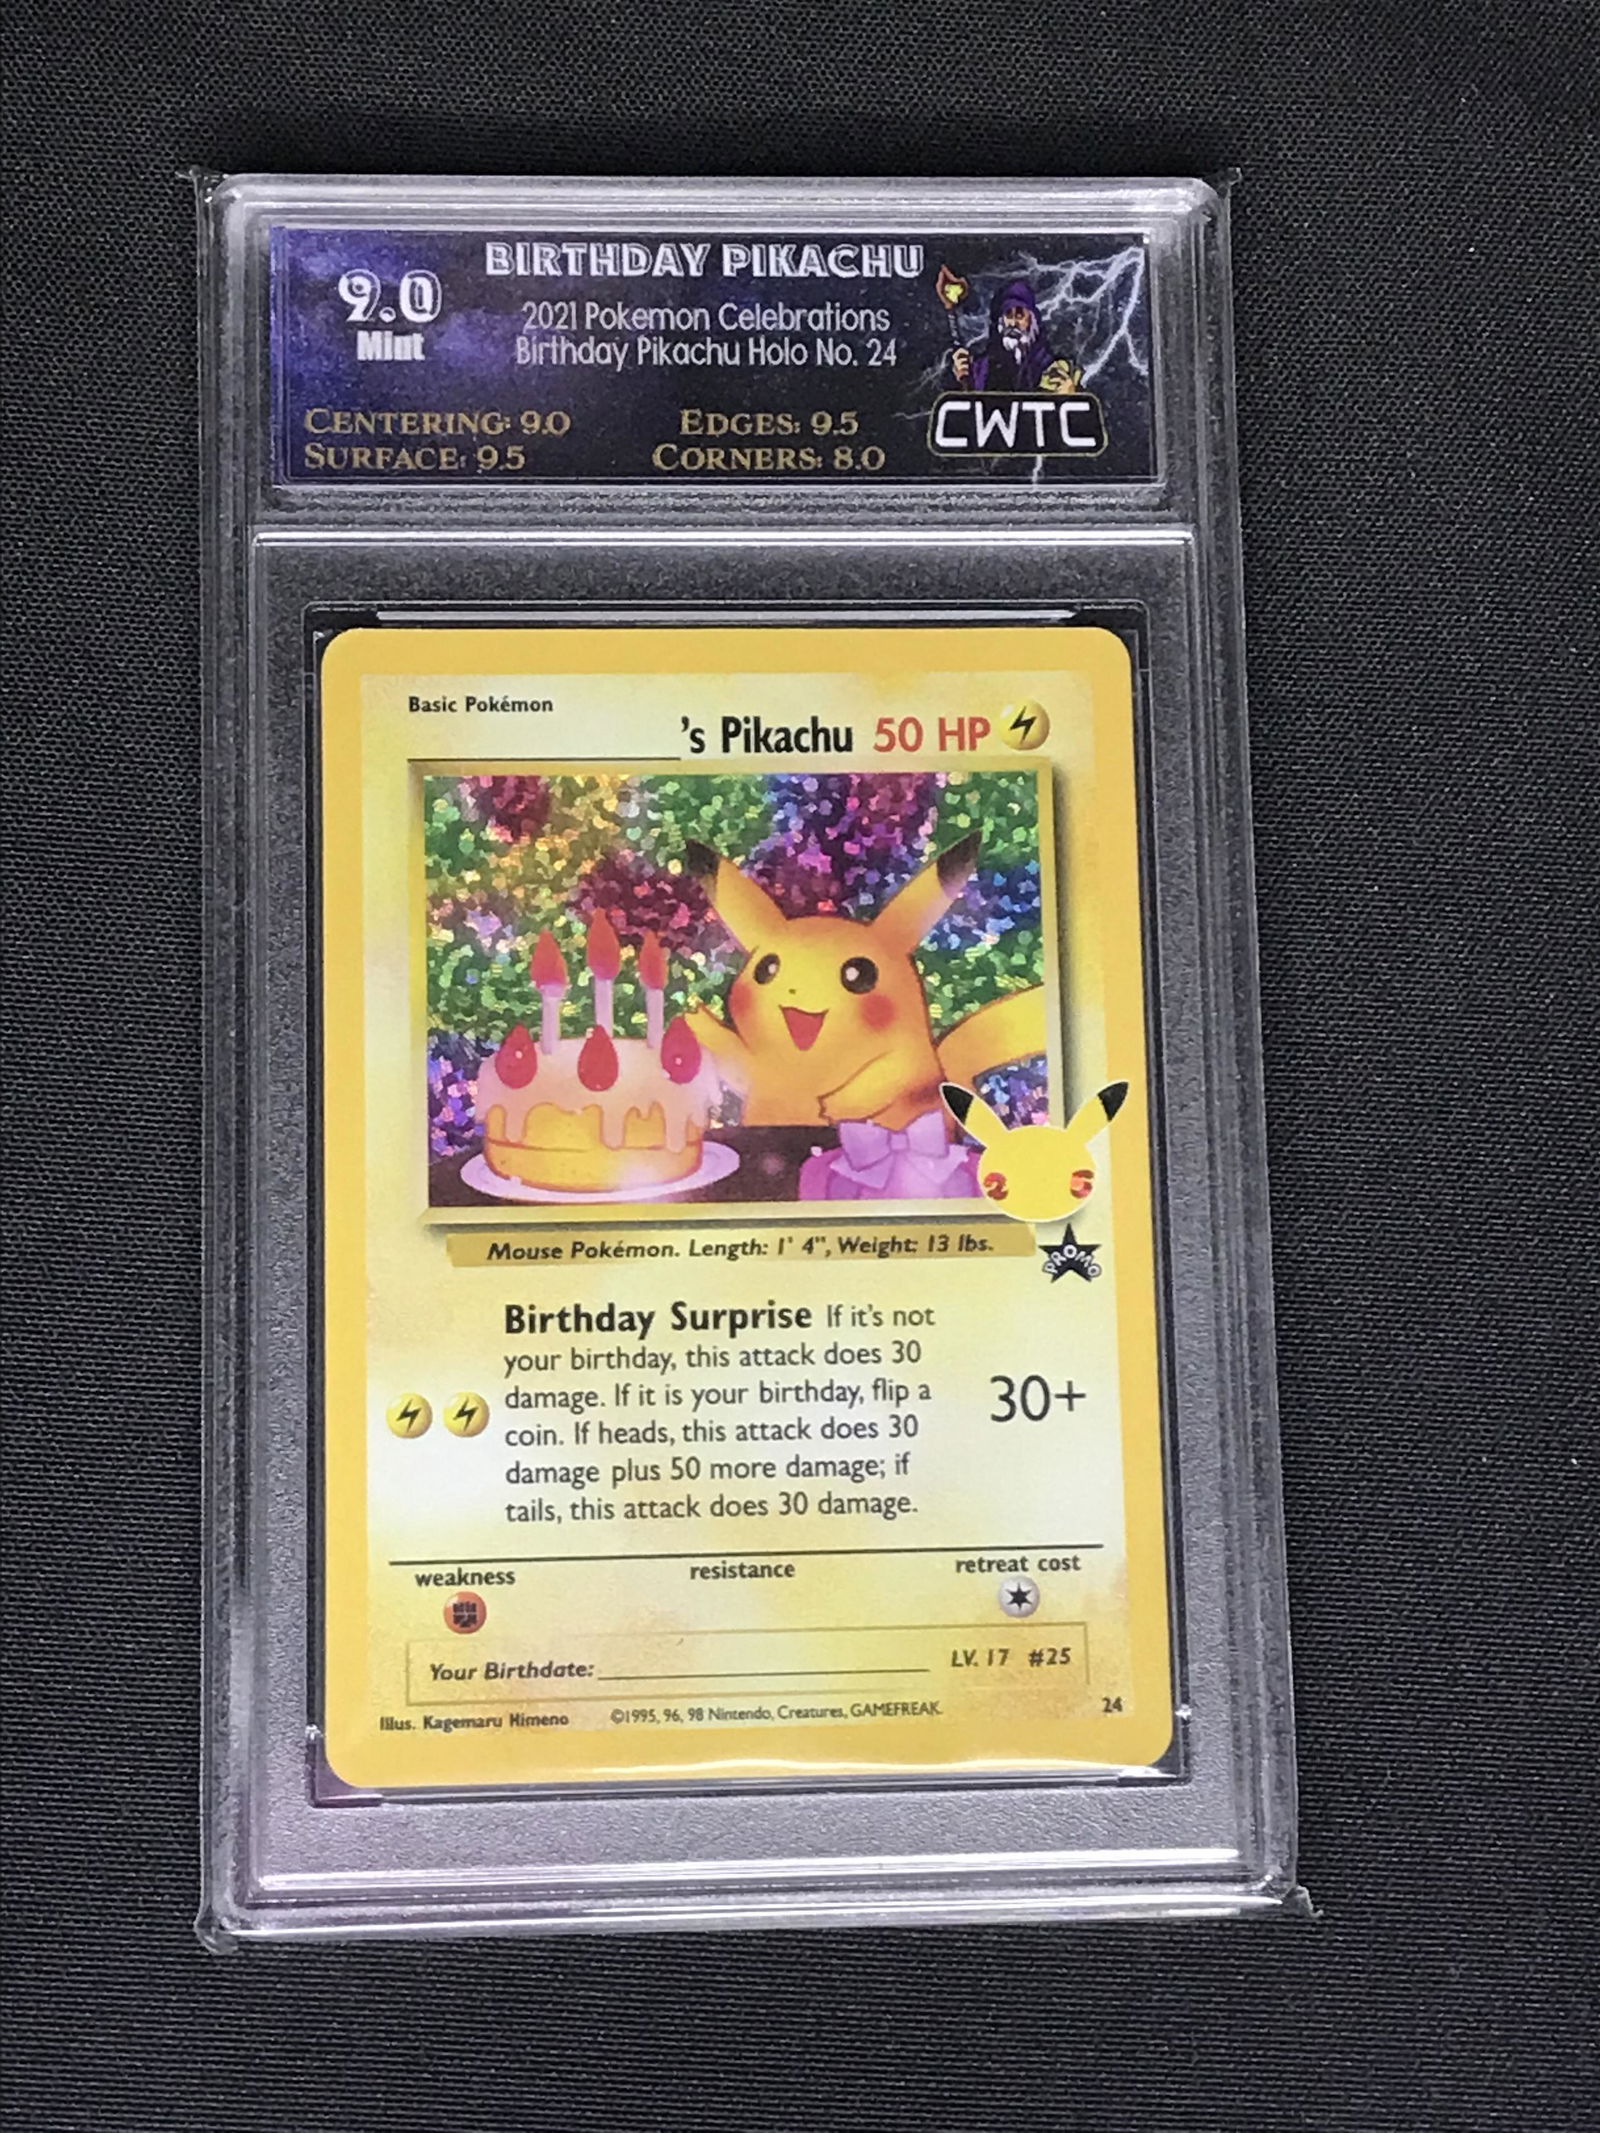 BIRTHDAY PIKACHU
9.0
Mint
2021 Pokemon Celebrations
Birthday Pikachu Holo No. 24
CENTERING: 9.0
EDGES: 9.5
SURFACE: 9.5
CORNERS: 8.0
CWTC
Basic Pokémon
's Pikachu 50 HP
25
Mouse Pokémon. Length: 1' 4", Weight: 13 lbs.
PROMO
Birthday Surprise If it's not
your birthday, this attack does 30
damage. If it is your birthday, flip a
coin. If heads, this attack does 30
damage plus 50 more damage; if
tails, this attack does 30 damage.
30+
weakness
resistance
retreat cost
Your Birthdate:
LV. 17 #25
Illus. Kagemaru Himeno
©1995, 96, 98 Nintendo, Creatures, GAMEFREAK.
24